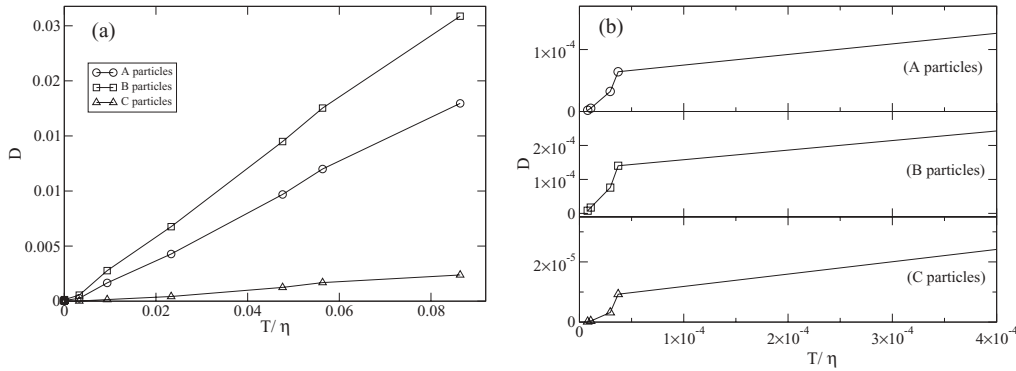 (a)
A particles
B particles
C particles
0.03
0.02
0.01
0.005
0
D
0
0.02
0.04
0.06
0.08
T/ η
(b)
1×10⁻⁴
0
(A particles)
2×10⁻⁴
1×10⁻⁴
0
(B particles)
D
2×10⁻⁵
0
(C particles)
0
1×10⁻⁴
2×10⁻⁴
3×10⁻⁴
4×10⁻⁴
T/ η